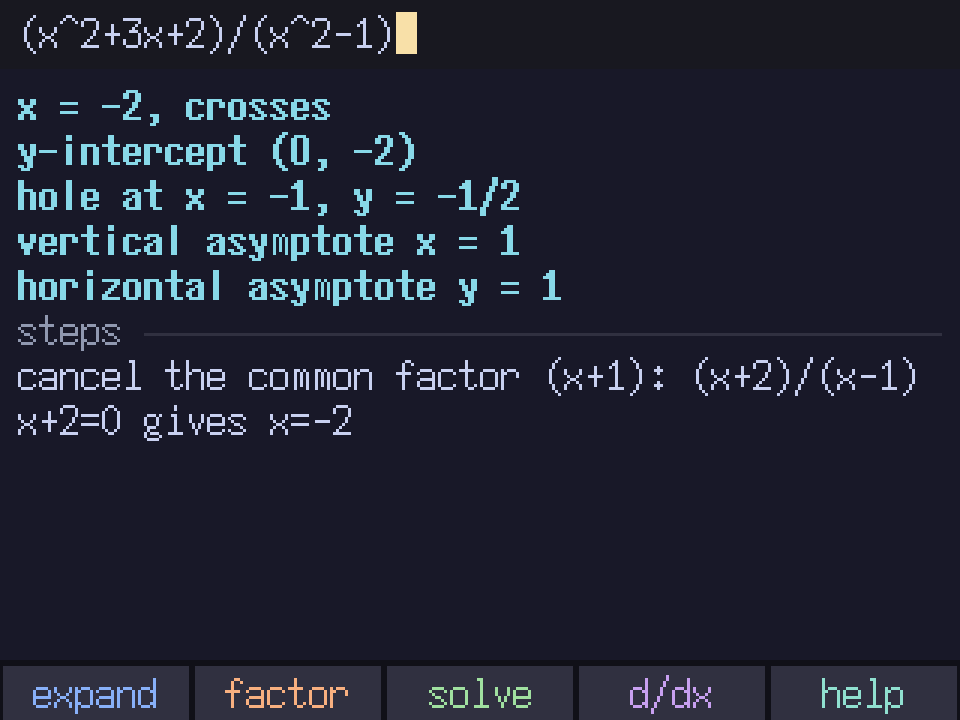 (x^2+3x+2)/(x^2-1)
x = -2, crosses
y-intercept (0, -2)
hole at x = -1, y = -1/2
vertical asymptote x = 1
horizontal asymptote y = 1
steps
cancel the common factor (x+1): (x+2)/(x-1)
x+2=0 gives x=-2
expand factor solve d/dx help